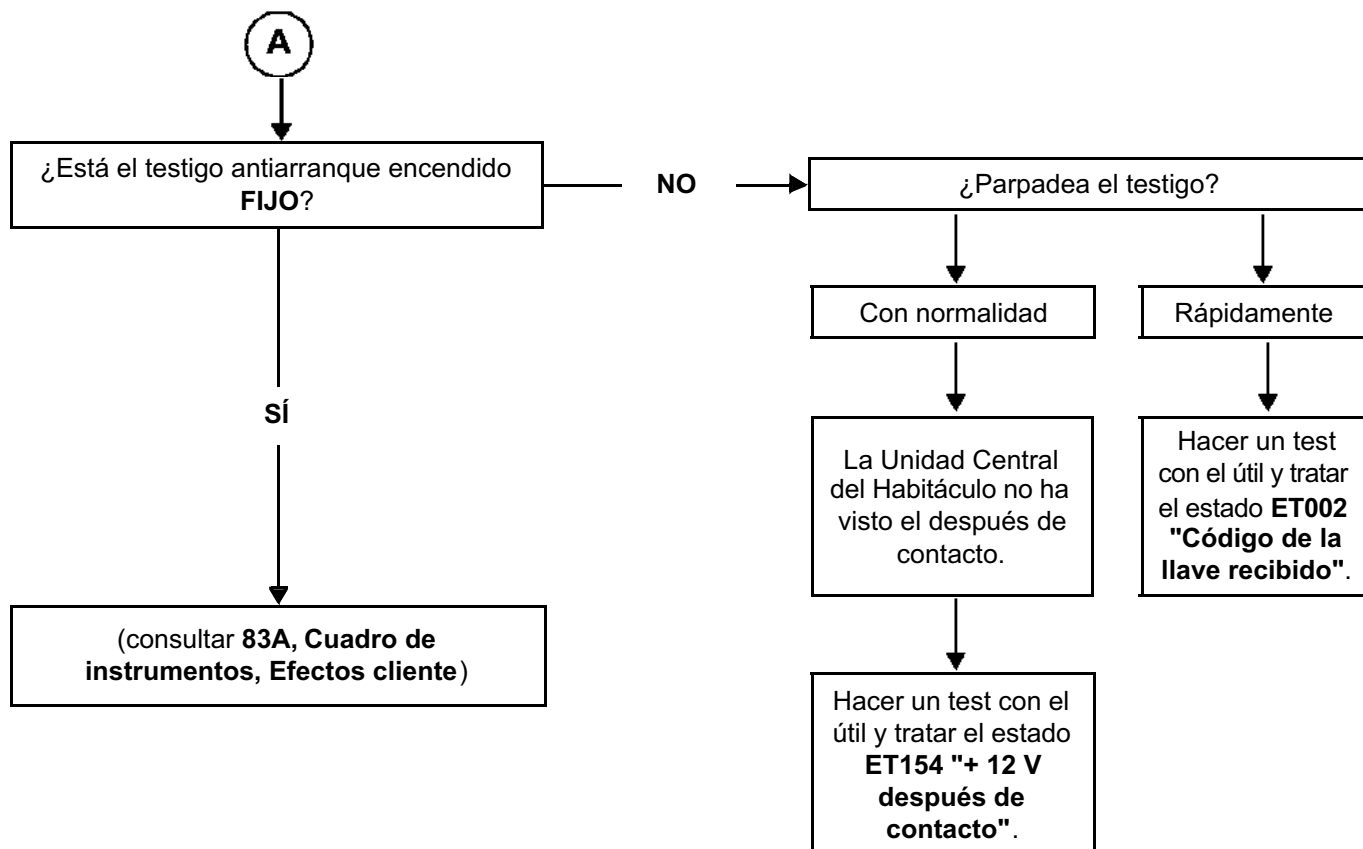 A
¿Está el testigo antiarranque encendido
FIJO?
NO
¿Parpadea el testigo?
Con normalidad
Rápidamente
SÍ
La Unidad Central
del Habitáculo no ha
visto el después de
contacto.
Hacer un test
con el útil y tratar
el estado ET002
"Código de la
llave recibido".
(consultar 83A, Cuadro de
instrumentos, Efectos cliente)
Hacer un test con el
útil y tratar el estado
ET154 "+ 12 V
después de
contacto".